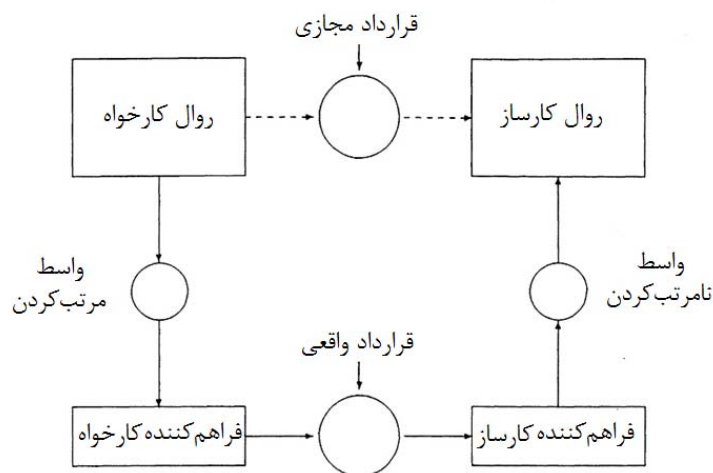 قرارداد مجازی
روال کارخواه
روال کارساز
واسط
مرتب‌کردن
واسط
نامرتب‌کردن
قرارداد واقعی
فراهم‌کننده کارخواه
فراهم‌کننده کارساز